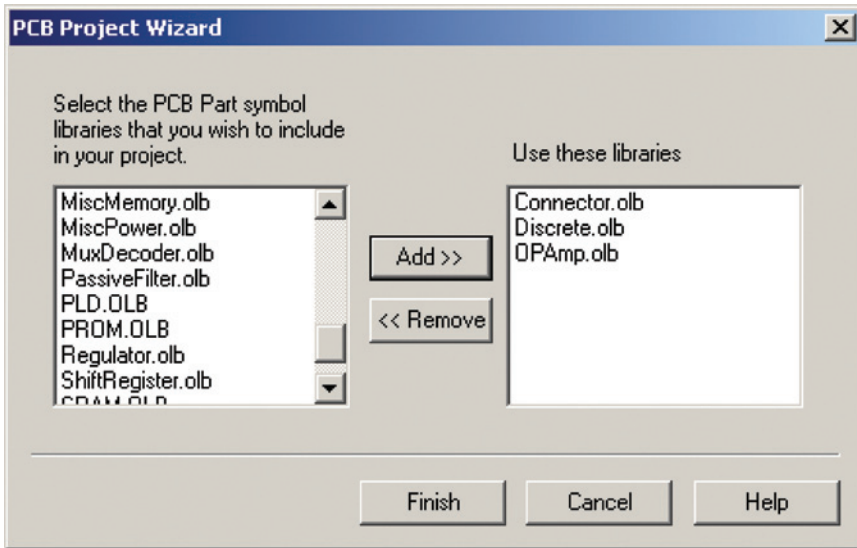 PCB Project Wizard
Select the PCB Part symbol
libraries that you wish to include
in your project.
Use these libraries
MiscMemory.olb
MiscPower.olb
MuxDecoder.olb
PassiveFilter.olb
PLD.OLB
PROM.OLB
Regulator.olb
ShiftRegister.olb
Add >>
<< Remove
Connector.olb
Discrete.olb
OPAmp.olb
Finish
Cancel
Help